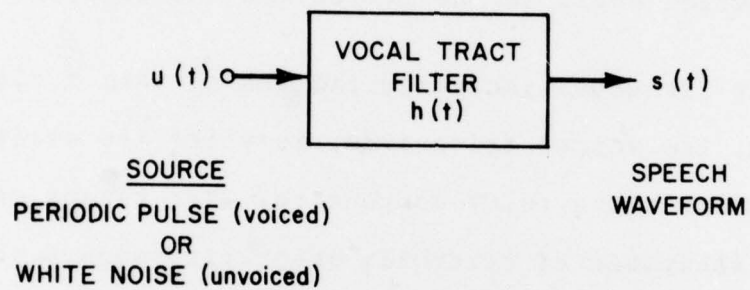 VOCAL TRACT
FILTER
h(t)
u(t)
s(t)
SOURCE
PERIODIC PULSE (voiced)
OR
WHITE NOISE (unvoiced)
SPEECH
WAVEFORM